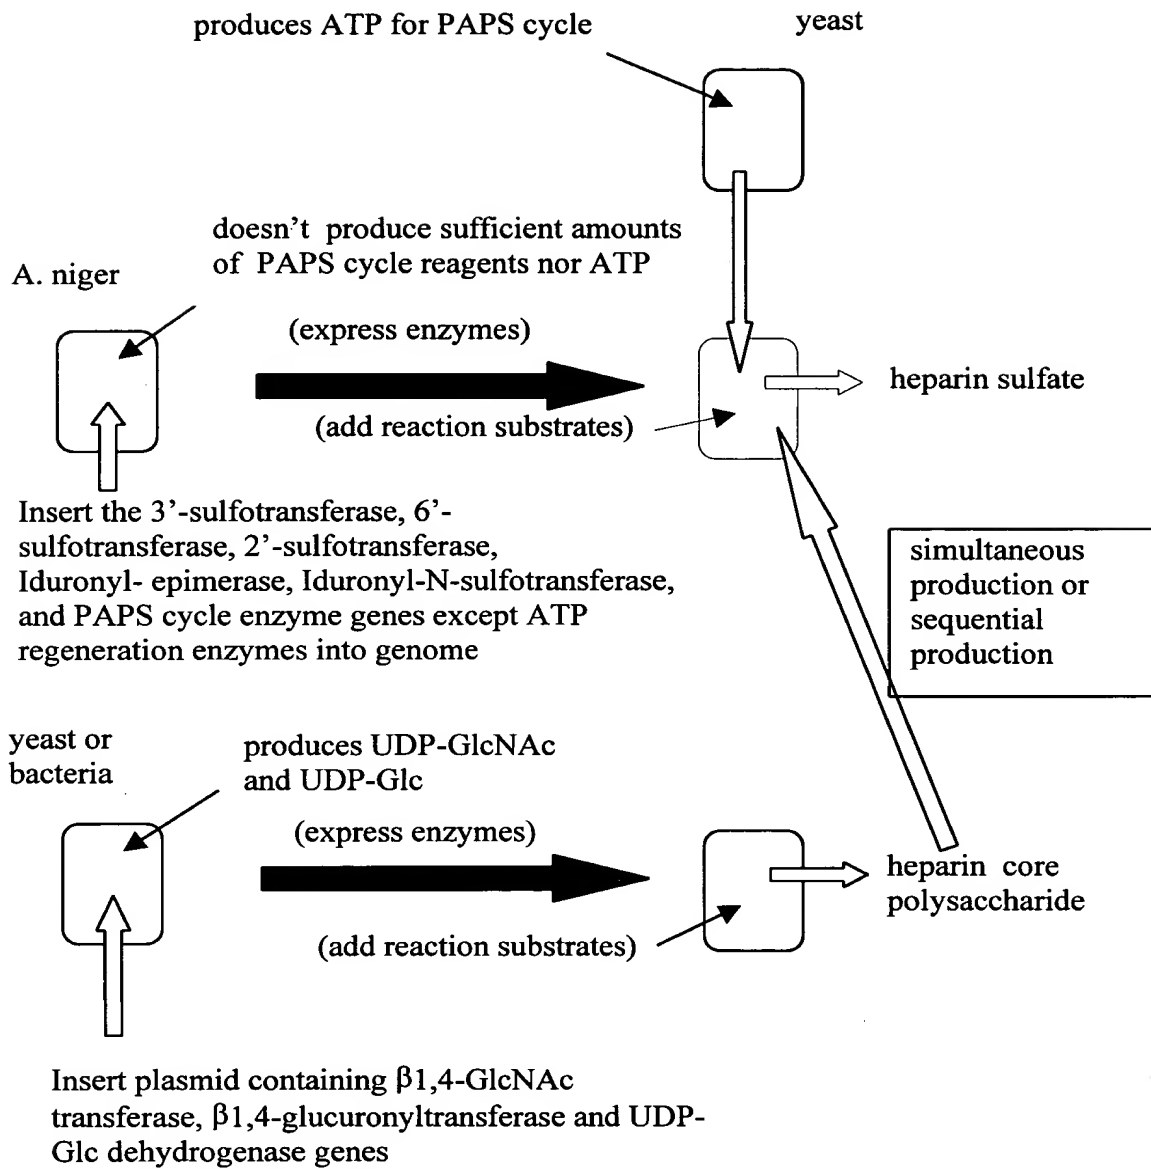 produces ATP for PAPS cycle
yeast
doesn't produce sufficient amounts
of PAPS cycle reagents nor ATP
A. niger
(express enzymes)
heparin sulfate
(add reaction substrates)
Insert the 3'-sulfotransferase, 6'-
sulfotransferase, 2'-sulfotransferase,
Iduronyl- epimerase, Iduronyl-N-sulfotransferase,
and PAPS cycle enzyme genes except ATP
regeneration enzymes into genome
simultaneous
production or
sequential
production
yeast or
bacteria
produces UDP-GlcNAc
and UDP-Glc
(express enzymes)
heparin core
polysaccharide
(add reaction substrates)
Insert plasmid containing β1,4-GlcNAc
transferase, β1,4-glucuronyltransferase and UDP-
Glc dehydrogenase genes